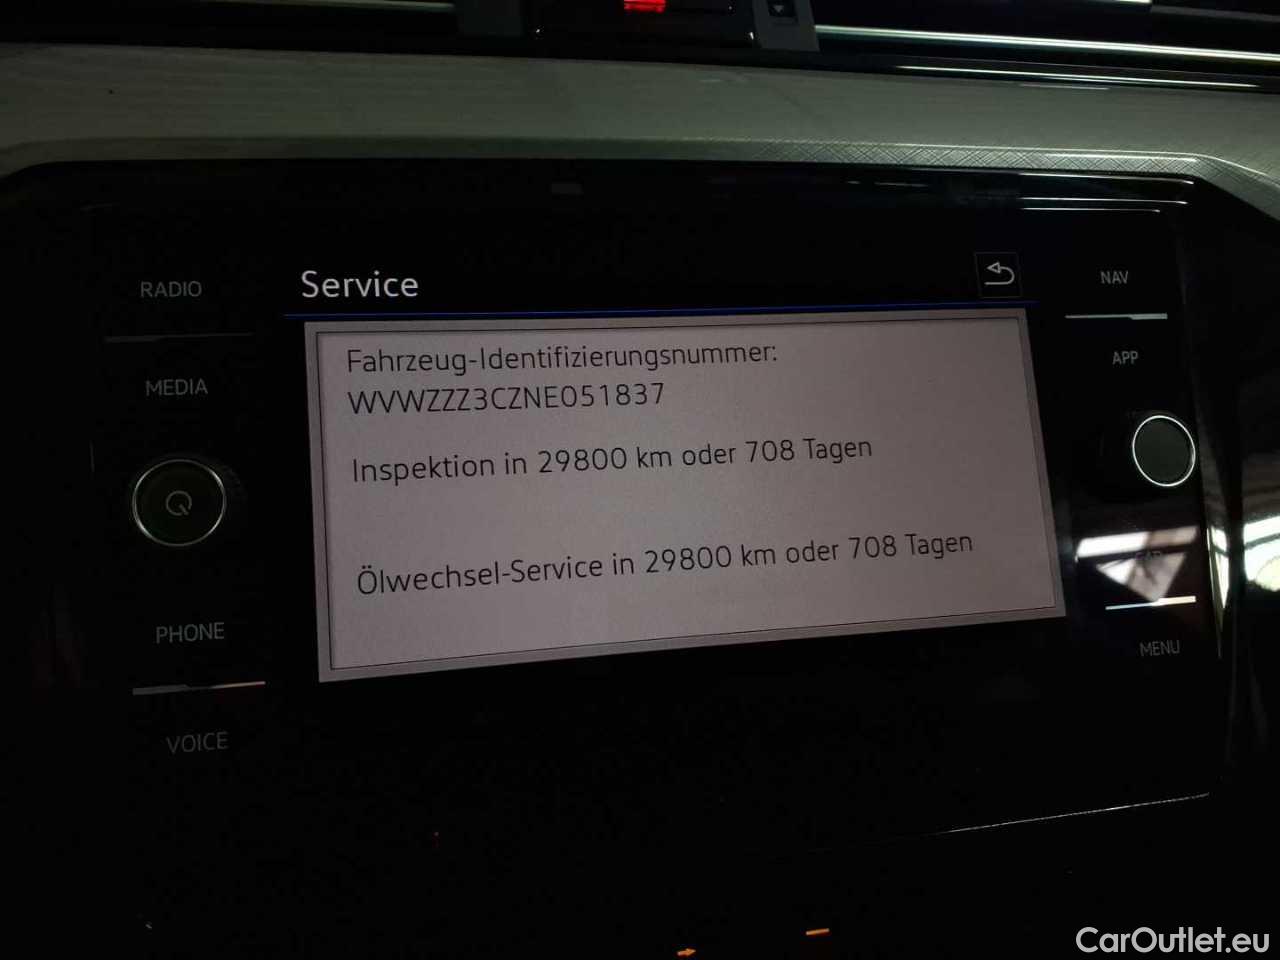 RADIO
Service
NAV
Fahrzeug-Identifizierungsnummer:
WVWZZZ3CZNE051837
MEDIA
APP
Inspektion in 29800 km oder 708 Tagen
Ölwechsel-Service in 29800 km oder 708 Tagen
CAR
PHONE
MENU
VOICE
CarOutlet.eu